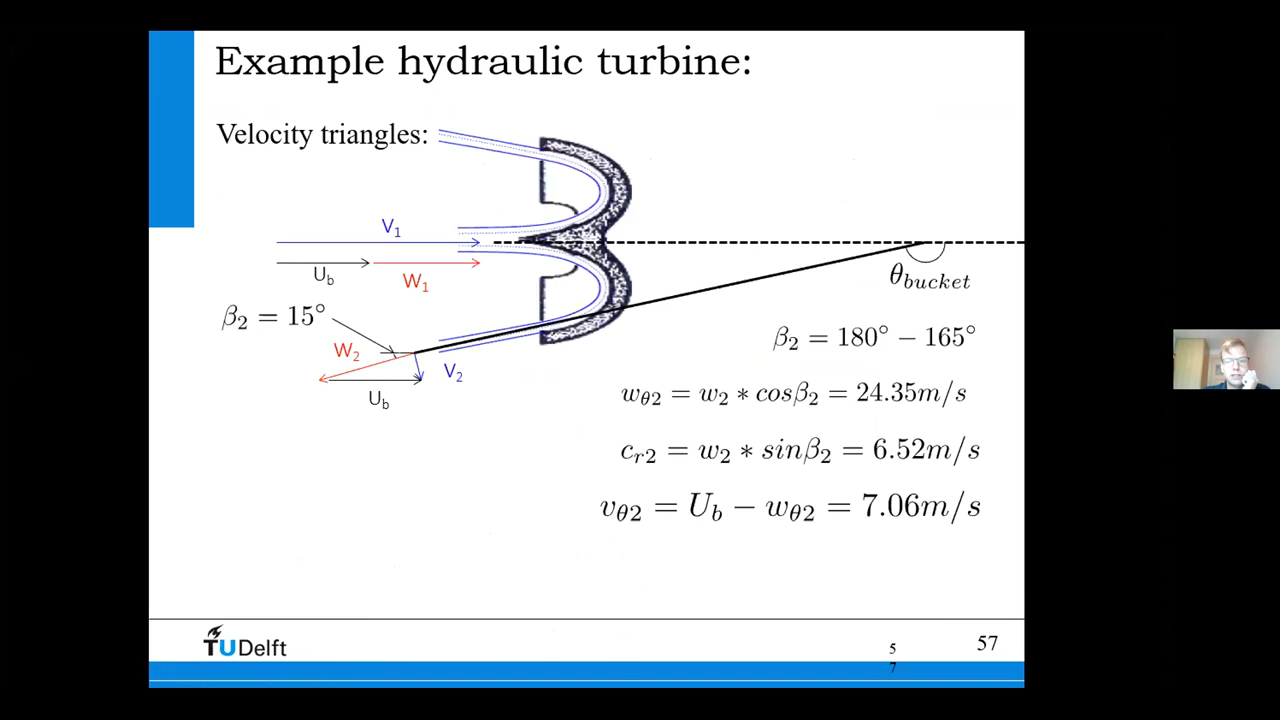 Example hydraulic turbine:
Velocity triangles:
V₁
U_b
W₁
θ_bucket
β₂ = 15°
W₂
V₂
U_b
β₂ = 180° − 165°
w_θ2 = w₂ * cosβ₂ = 24.35m/s
c_r2 = w₂ * sinβ₂ = 6.52m/s
v_θ2 = U_b − w_θ2 = 7.06m/s
TUDelft
5
7
57